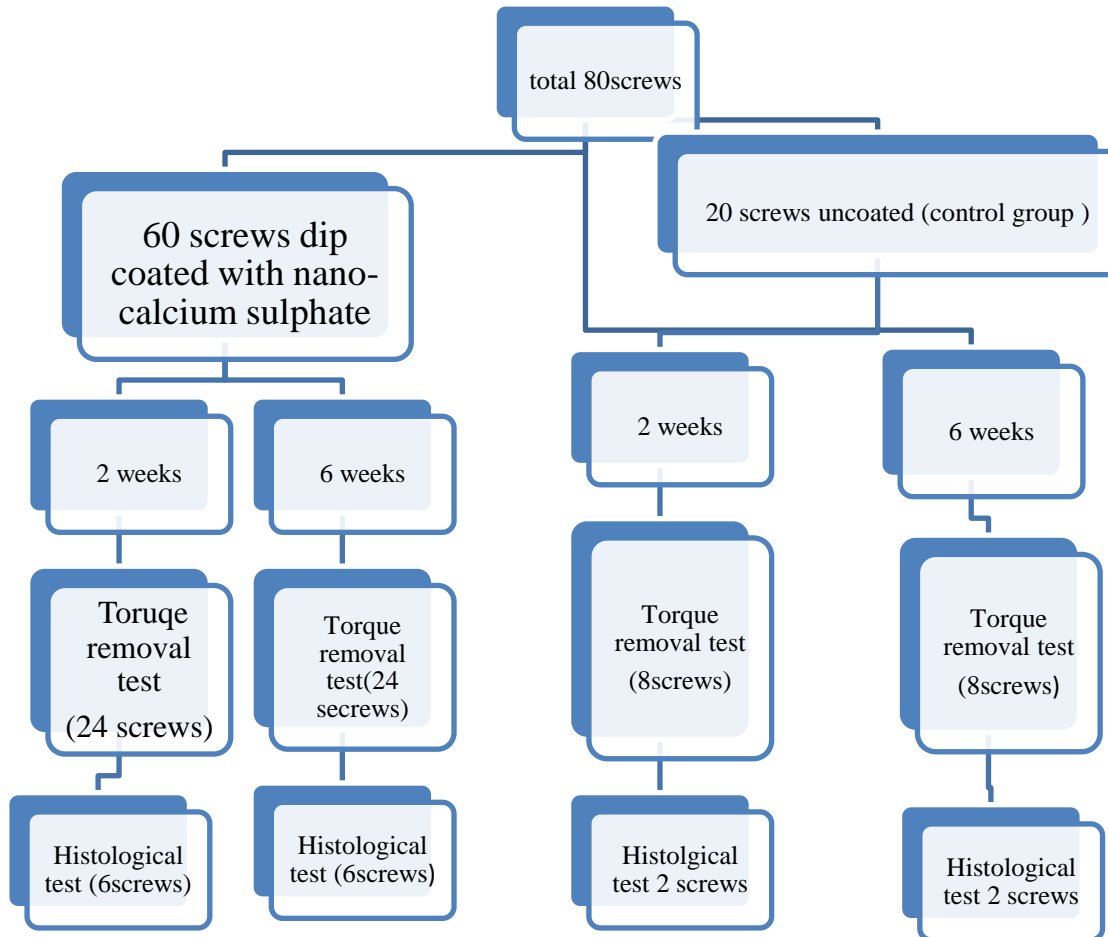 total 80screws
20 screws uncoated (control group )
60 screws dip
coated with nano-
calcium sulphate
2 weeks
6 weeks
2 weeks
6 weeks
Toruqe
removal
test
(24 screws)
Torque
removal
test(24
secrews)
Torque
removal test
(8screws)
Torque
removal test
(8screws)
Histological
test (6screws)
Histological
test (6screws)
Histolgical
test 2 screws
Histological
test 2 screws